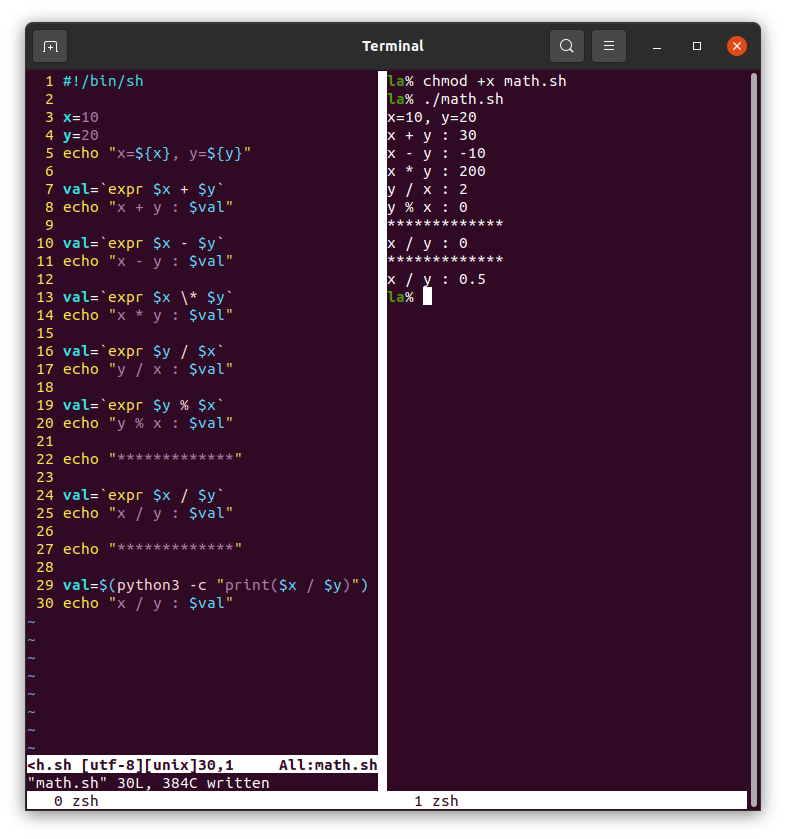 Terminal
1 #!/bin/sh
2
3 x=10
4 y=20
5 echo "x=${x}, y=${y}"
6
7 val=`expr $x + $y`
8 echo "x + y : $val"
9
10 val=`expr $x - $y`
11 echo "x - y : $val"
12
13 val=`expr $x \* $y`
14 echo "x * y : $val"
15
16 val=`expr $y / $x`
17 echo "y / x : $val"
18
19 val=`expr $y % $x`
20 echo "y % x : $val"
21
22 echo "*************"
23
24 val=`expr $x / $y`
25 echo "x / y : $val"
26
27 echo "*************"
28
29 val=$(python3 -c "print($x / $y)")
30 echo "x / y : $val"
~
~
~
~
~
~
~
~
<h.sh [utf-8][unix]30,1     All:math.sh
"math.sh" 30L, 384C written
la% chmod +x math.sh
la% ./math.sh
x=10, y=20
x + y : 30
x - y : -10
x * y : 200
y / x : 2
y % x : 0
*************
x / y : 0
*************
x / y : 0.5
la%
0 zsh
1 zsh